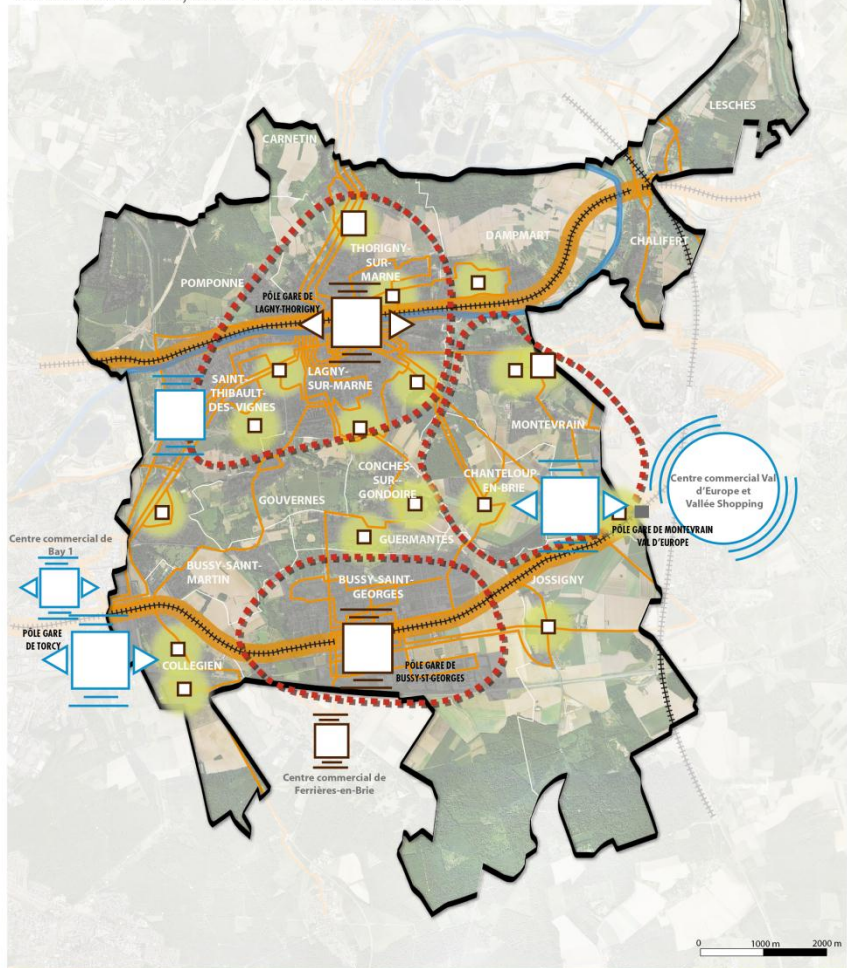 LESCHES
CARNETIN
DAMPMART
CHALIFERT
THORIGNY-
SUR-
MARNE
POMPONNE
PÔLE GARE DE
LAGNY-THORIGNY
SAINT-
THIBAULT-
DES-VIGNES
LAGNY-
SUR-MARNE
MONTEVRAIN
CONCHES-
SUR-
GONDOIRE
CHANTELOUP-
EN-BRIE
Centre commercial Val
d'Europe et
Vallée Shopping
GOUVERNES
PÔLE GARE DE MONTEVRAIN
VAL D'EUROPE
Centre commercial de
Bay 1
GUERMANTES
BUSSY-SAINT-
MARTIN
BUSSY-SAINT-
GEORGES
JOSSIGNY
PÔLE GARE
DE TORCY
COLLEGIEN
PÔLE GARE DE
BUSSY-ST-GEORGES
Centre commercial de
Ferrières-en-Brie
0 1000 m 2000 m